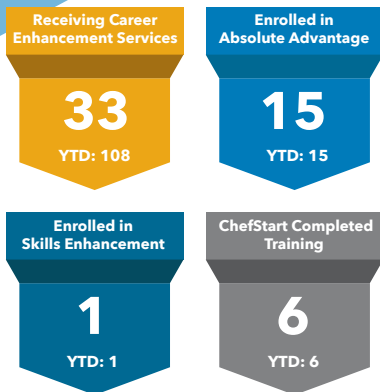 Receiving Career
Enhancement Services
33
YTD: 108
Enrolled in
Absolute Advantage
15
YTD: 15
Enrolled in
Skills Enhancement
1
YTD: 1
ChefStart Completed
Training
6
YTD: 6